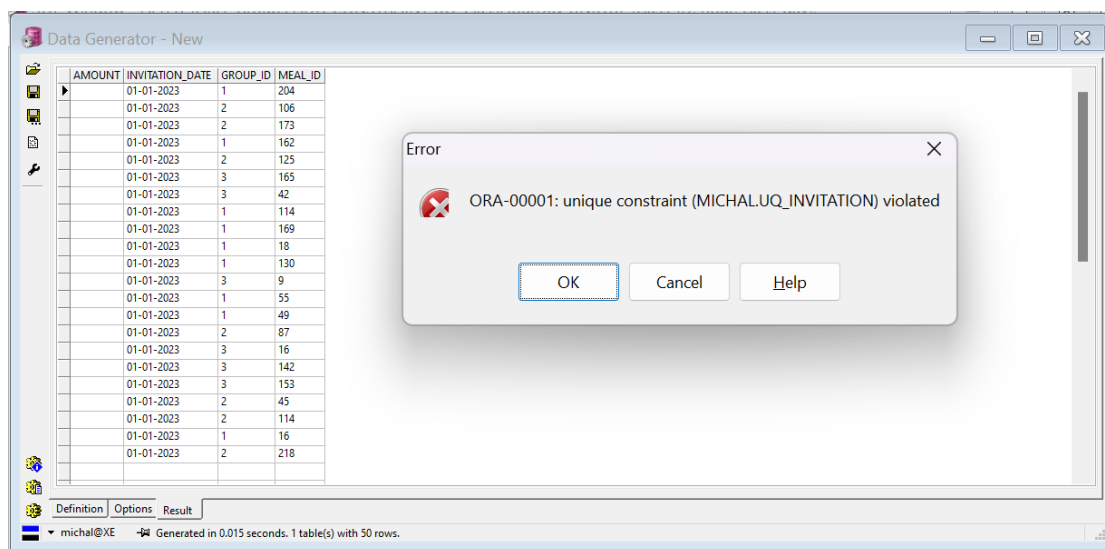 Data Generator - New
AMOUNT INVITATION_DATE GROUP_ID MEAL_ID
01-01-2023 1 204
01-01-2023 2 106
01-01-2023 2 173
01-01-2023 1 162
01-01-2023 2 125
01-01-2023 3 165
01-01-2023 3 42
01-01-2023 1 114
01-01-2023 1 169
01-01-2023 1 18
01-01-2023 1 130
01-01-2023 3 9
01-01-2023 1 55
01-01-2023 1 49
01-01-2023 2 87
01-01-2023 3 16
01-01-2023 3 142
01-01-2023 3 153
01-01-2023 2 45
01-01-2023 2 114
01-01-2023 1 16
01-01-2023 2 218
Error
ORA-00001: unique constraint (MICHAL.UQ_INVITATION) violated
OK Cancel Help
Definition Options Result
michal@XE Generated in 0.015 seconds. 1 table(s) with 50 rows.